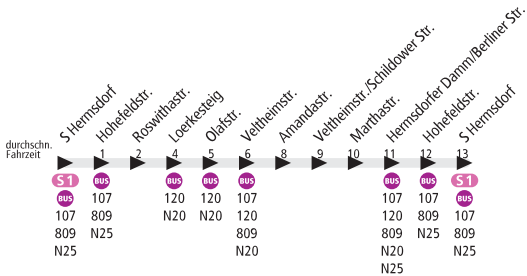 S Hermsdorf
Hohefeldstr.
Roswithastr.
Loerkesteig
Olafstr.
Veltheimstr.
Amandastr.
Veltheimstr./Schildower Str.
Marthastr.
Hermsdorfer Damm/Berliner Str.
Hohefeldstr.
S Hermsdorf
durchschn.
Fahrzeit
1 2 4 5 6 8 9 10 11 12 13
S1 BUS BUS BUS BUS BUS BUS S1
BUS 107 120 120 107 107 107 BUS
107 809 N20 N20 120 120 809 107
809 N25 809 809 N25 809
N25 N20 N20 N25
N25